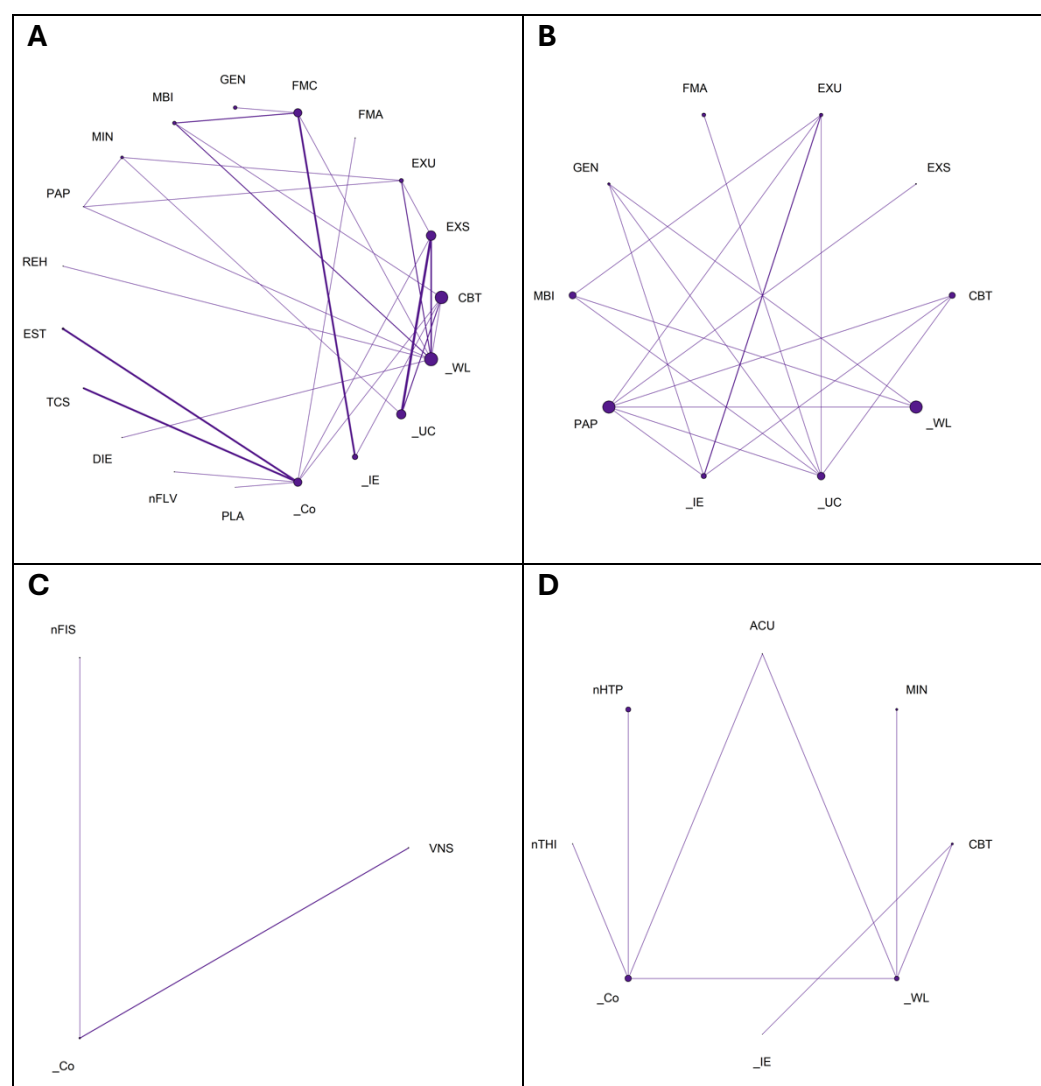 A
GEN
FMC
MBI
FMA
MIN
EXU
PAP
EXS
REH
CBT
EST
_WL
TCS
_UC
DIE
_IE
nFLV
_Co
PLA
B
FMA
EXU
GEN
EXS
MBI
CBT
PAP
_WL
_IE
_UC
C
nFIS
VNS
_Co
D
ACU
nHTP
MIN
nTHI
CBT
_Co
_WL
_IE